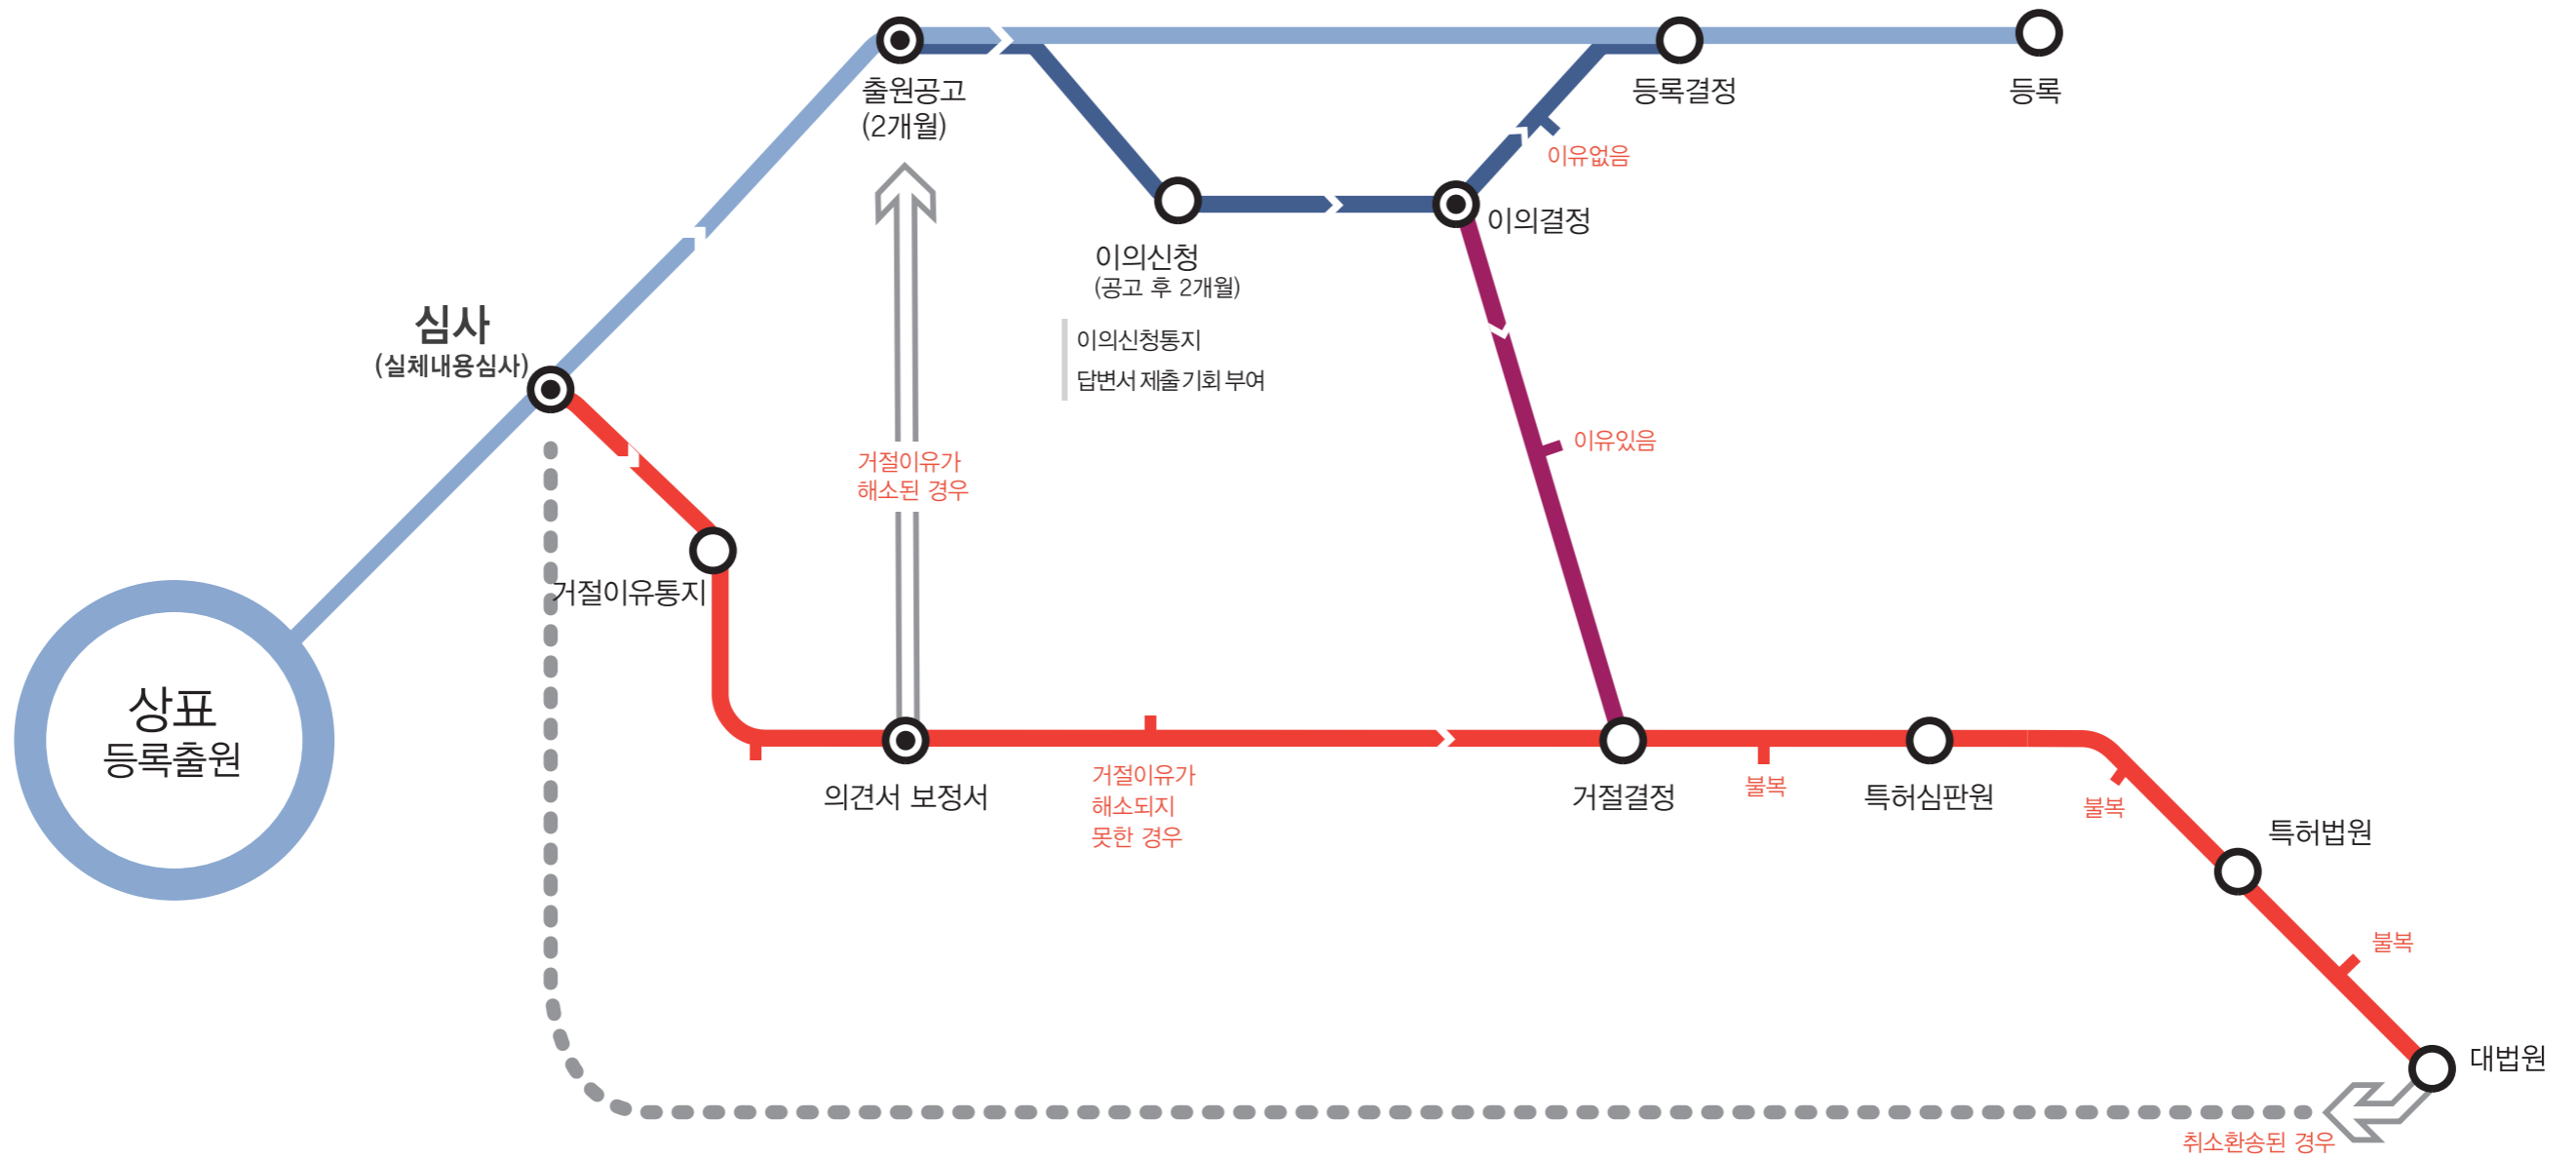 출원공고
(2개월)
등록결정
등록
이유없음
이의결정
이의신청
(공고 후 2개월)
이의신청통지
답변서 제출 기회 부여
심사
(실체내용심사)
이유있음
거절이유가
해소된 경우
거절이유통지
상표
등록출원
의견서 보정서
거절이유가
해소되지
못한 경우
거절결정
불복
특허심판원
불복
특허법원
불복
대법원
취소환송된 경우